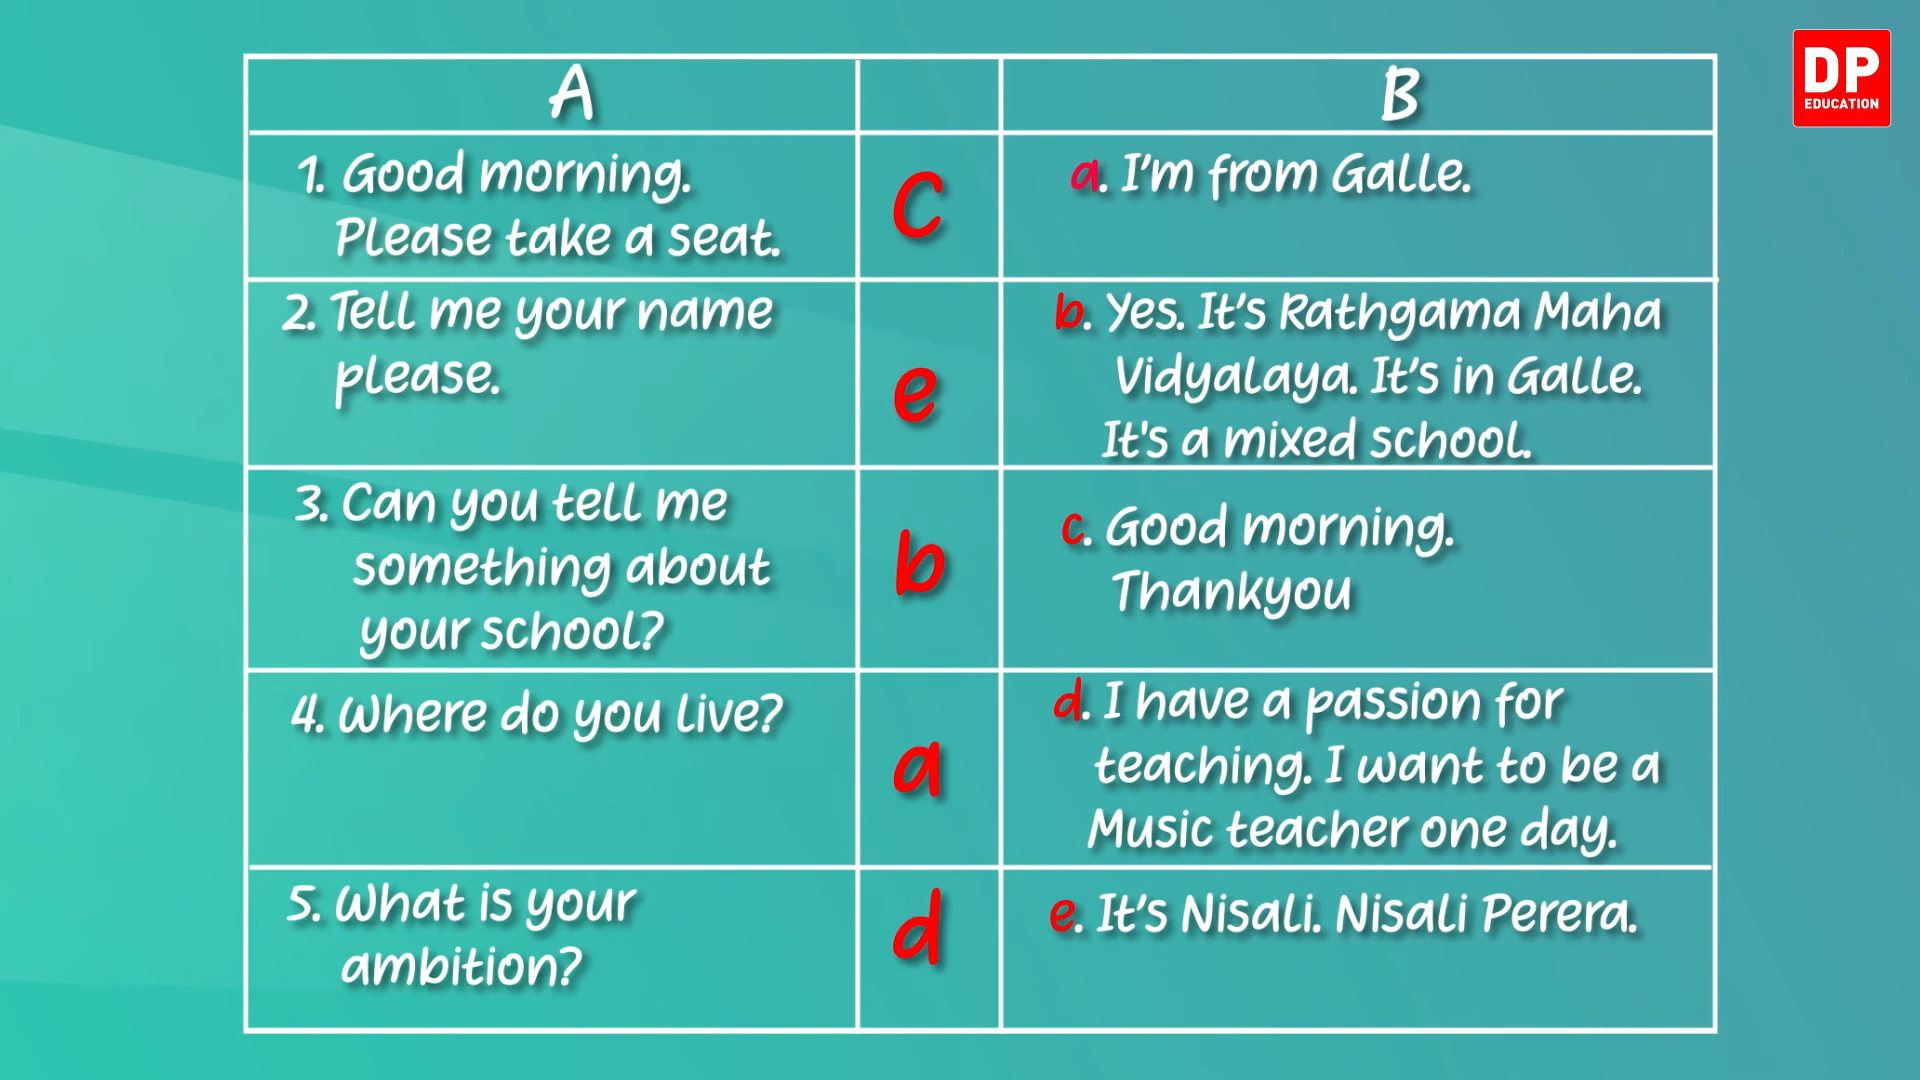 DP
EDUCATION
A
B
1. Good morning.
Please take a seat.
c
a. I'm from Galle.
2. Tell me your name
please.
e
b. Yes. It's Rathgama Maha
Vidyalaya. It's in Galle.
It's a mixed school.
3. Can you tell me
something about
your school?
b
c. Good morning.
Thankyou
4. Where do you live?
a
d. I have a passion for
teaching. I want to be a
Music teacher one day.
5. What is your
ambition?
d
e. It's Nisali. Nisali Perera.